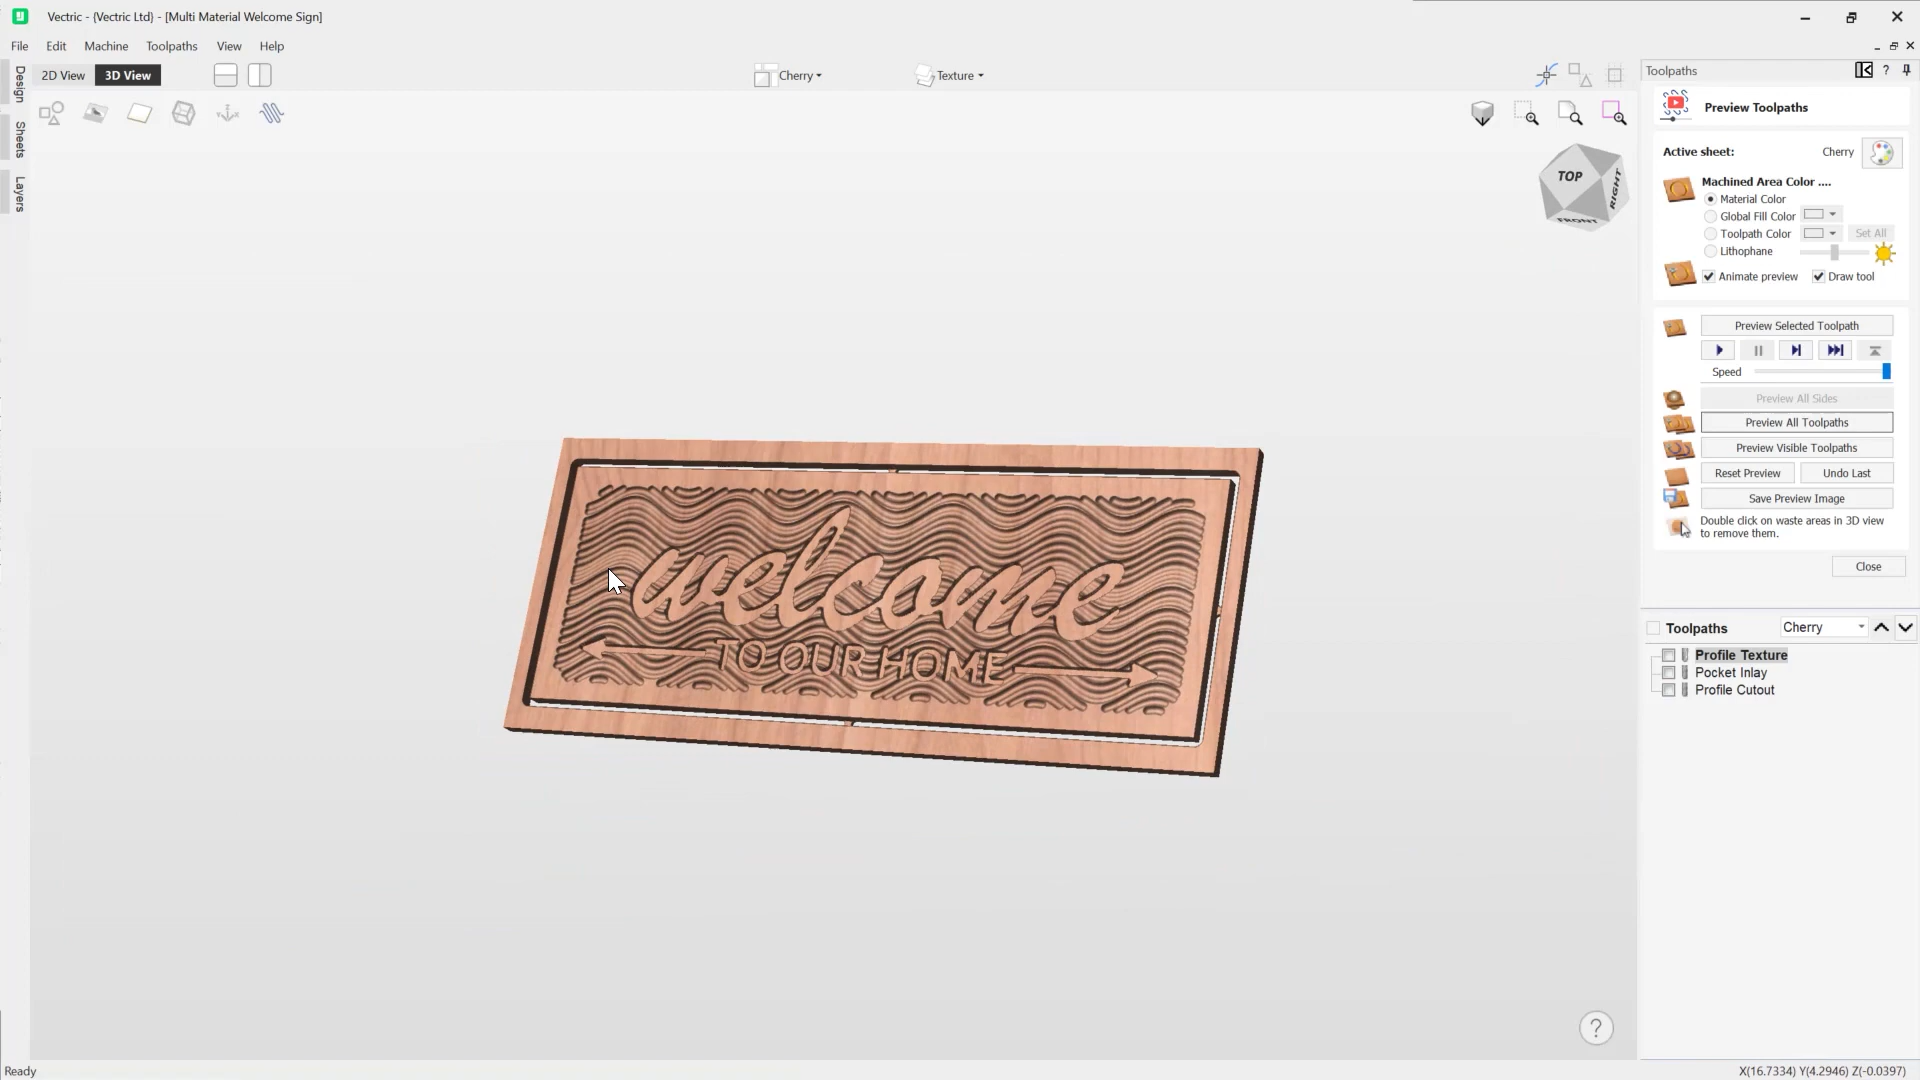 Vectric - {Vectric Ltd} - [Multi Material Welcome Sign]
File Edit Machine Toolpaths View Help
2D View 3D View Cherry Texture
Design
Sheets
Layers
TOP
FRONT
RIGHT
welcome
TO OUR HOME
Toolpaths ?
Preview Toolpaths
Active sheet: Cherry
Machined Area Color ....
Material Color
Global Fill Color
Toolpath Color Set All
Lithophane
Animate preview Draw tool
Preview Selected Toolpath
Speed
Preview All Sides
Preview All Toolpaths
Preview Visible Toolpaths
Reset Preview Undo Last
Save Preview Image
Double click on waste areas in 3D view
to remove them.
Close
Toolpaths Cherry
Profile Texture
Pocket Inlay
Profile Cutout
?
Ready X(16.7334) Y(4.2946) Z(-0.0397)